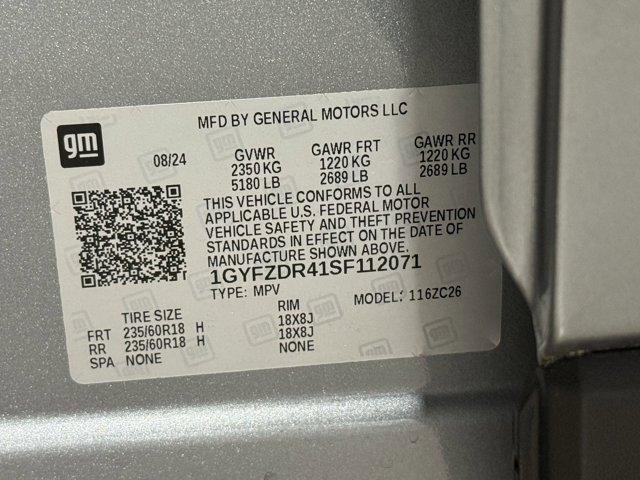 MFD BY GENERAL MOTORS LLC
gm
08/24 GVWR GAWR FRT GAWR RR
2350 KG 1220 KG 1220 KG
5180 LB 2689 LB 2689 LB
THIS VEHICLE CONFORMS TO ALL
APPLICABLE U.S. FEDERAL MOTOR
VEHICLE SAFETY AND THEFT PREVENTION
STANDARDS IN EFFECT ON THE DATE OF
MANUFACTURE SHOWN ABOVE.
1GYFZDR41SF112071
TYPE: MPV MODEL: 116ZC26
TIRE SIZE RIM
FRT 235/60R18 H 18X8J
RR 235/60R18 H 18X8J
SPA NONE NONE